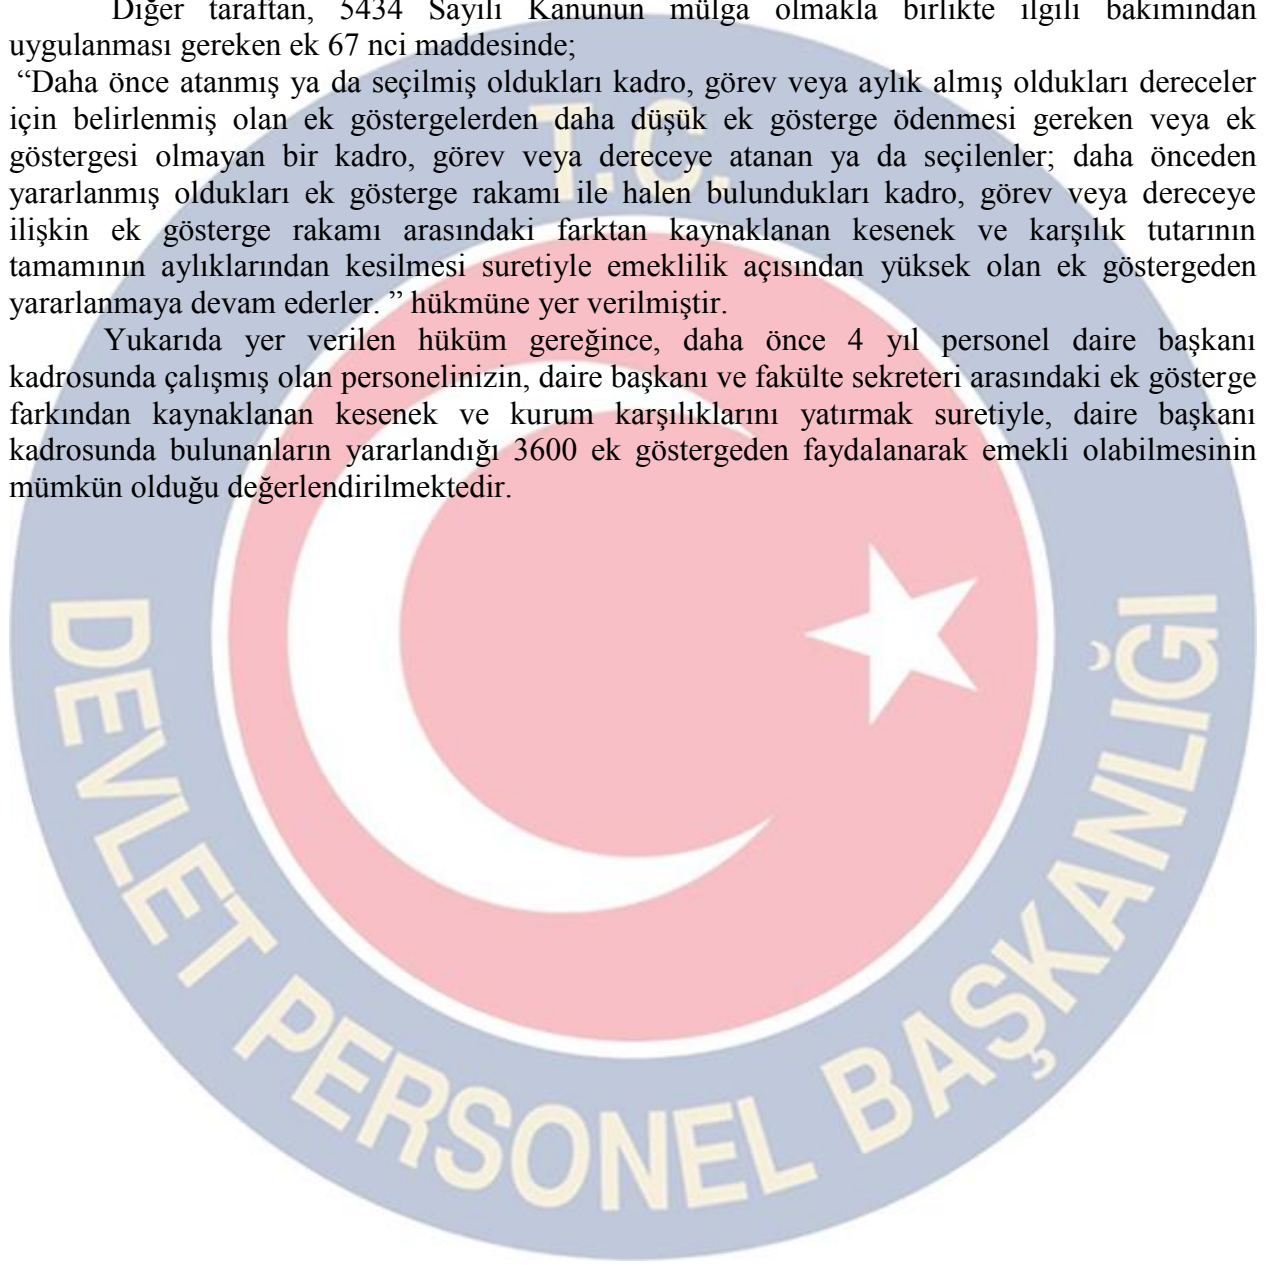 Diğer taraftan, 5434 Sayılı Kanunun mülga olmakla birlikte ilgili bakımından
uygulanması gereken ek 67 nci maddesinde;
“Daha önce atanmış ya da seçilmiş oldukları kadro, görev veya aylık almış oldukları dereceler
için belirlenmiş olan ek göstergelerden daha düşük ek gösterge ödenmesi gereken veya ek
göstergesi olmayan bir kadro, görev veya dereceye atanan ya da seçilenler; daha önceden
yararlanmış oldukları ek gösterge rakamı ile halen bulundukları kadro, görev veya dereceye
ilişkin ek gösterge rakamı arasındaki farktan kaynaklanan kesenek ve karşılık tutarının
tamamının aylıklarından kesilmesi suretiyle emeklilik açısından yüksek olan ek göstergeden
yararlanmaya devam ederler. ” hükmüne yer verilmiştir.
Yukarıda yer verilen hüküm gereğince, daha önce 4 yıl personel daire başkanı
kadrosunda çalışmış olan personelinizin, daire başkanı ve fakülte sekreteri arasındaki ek gösterge
farkından kaynaklanan kesenek ve kurum karşılıklarını yatırmak suretiyle, daire başkanı
kadrosunda bulunanların yararlandığı 3600 ek göstergeden faydalanarak emekli olabilmesinin
mümkün olduğu değerlendirilmektedir.
T.C.
DEVLET PERSONEL BAŞKANLIĞI